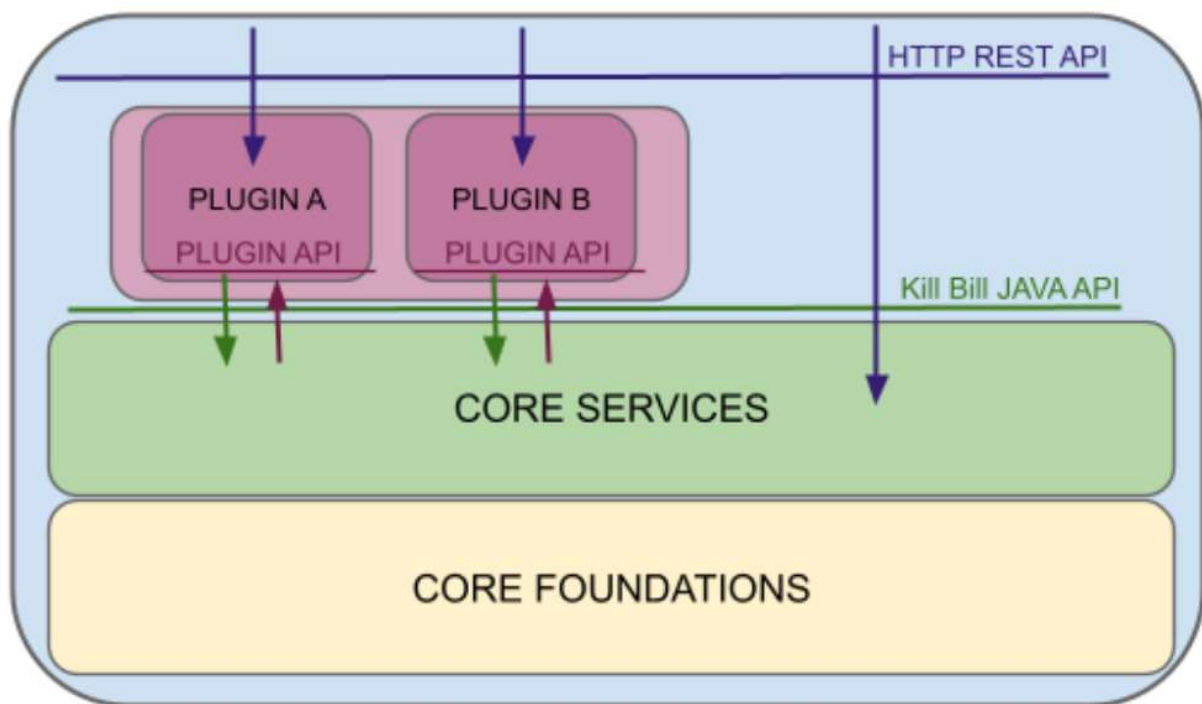 HTTP REST API
PLUGIN A
PLUGIN B
PLUGIN API
PLUGIN API
Kill Bill JAVA API
CORE SERVICES
CORE FOUNDATIONS